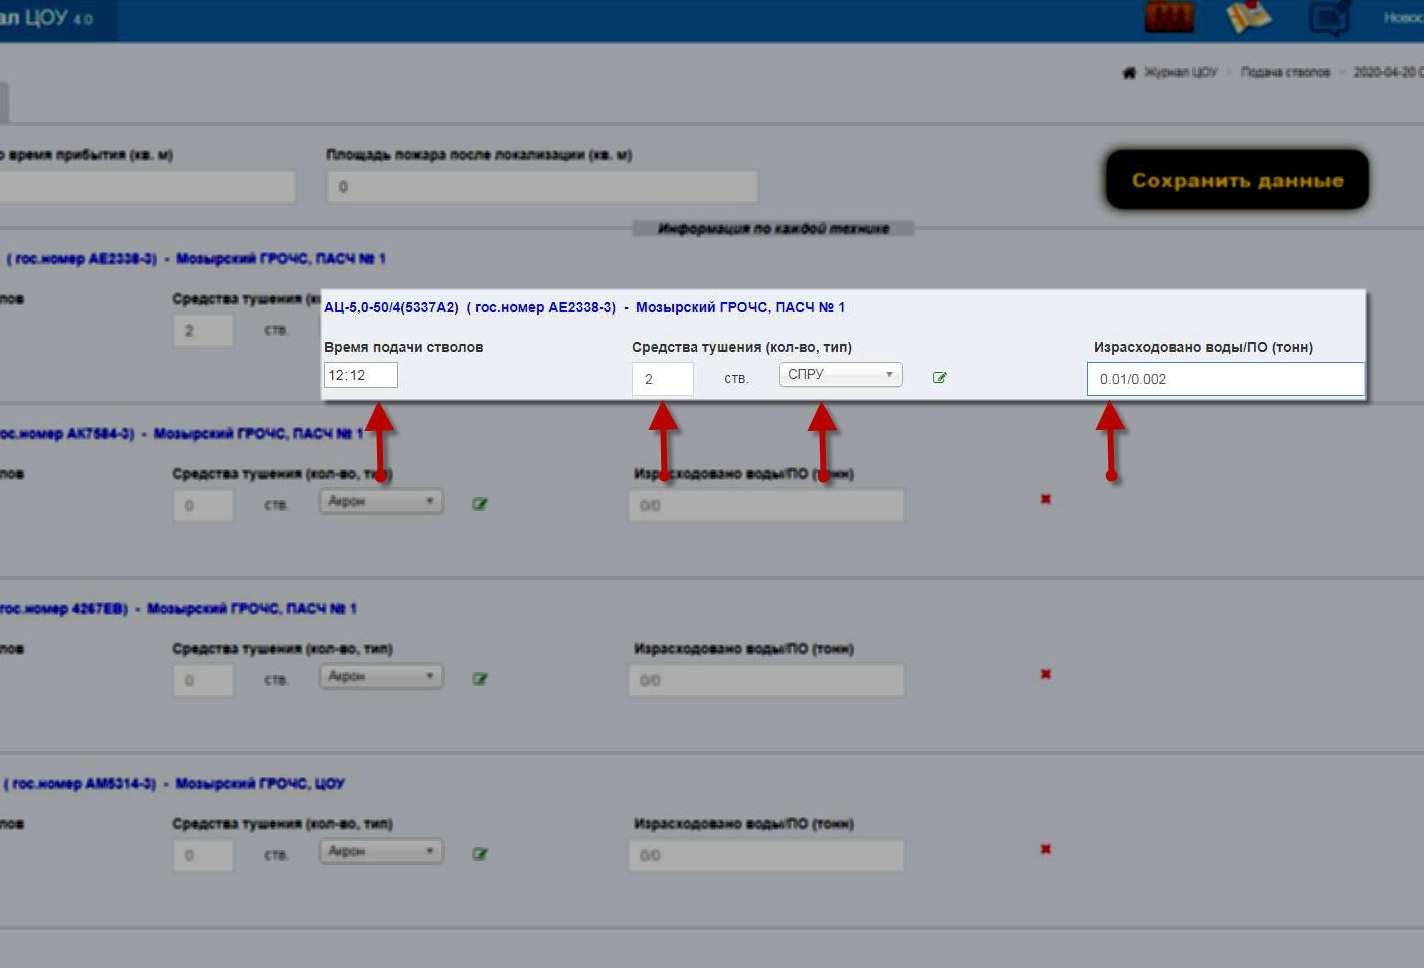 ал ЦОУ 4.0
Журнал ЦОУ
Подача стволов
2020-04-20
о время прибытия (кв. м)
Площадь пожара после локализации (кв. м)
0
Сохранить данные
Информация по каждой технике
( гос.номер АЕ2338-3) - Мозырский ГРОЧС, ПАСЧ № 1
лов
Средства тушения (к
2
ств.
АЦ-5,0-50/4(5337А2) ( гос.номер АЕ2338-3) - Мозырский ГРОЧС, ПАСЧ № 1
Время подачи стволов
Средства тушения (кол-во, тип)
Израсходовано воды/ПО (тонн)
12:12
2
ств.
СПРУ
0.01/0.002
ос.номер АК7584-3) - Мозырский ГРОЧС, ПАСЧ № 1
лов
Средства тушения (кол-во, тип)
Израсходовано воды/ПО (тонн)
0
ств.
Акрон
0/0
гос.номер 4267ЕВ) - Мозырский ГРОЧС, ПАСЧ № 1
лов
Средства тушения (кол-во, тип)
Израсходовано воды/ПО (тонн)
0
ств.
Акрон
0/0
( гос.номер АМ5314-3) - Мозырский ГРОЧС, ЦОУ
лов
Средства тушения (кол-во, тип)
Израсходовано воды/ПО (тонн)
0
ств.
Акрон
0/0